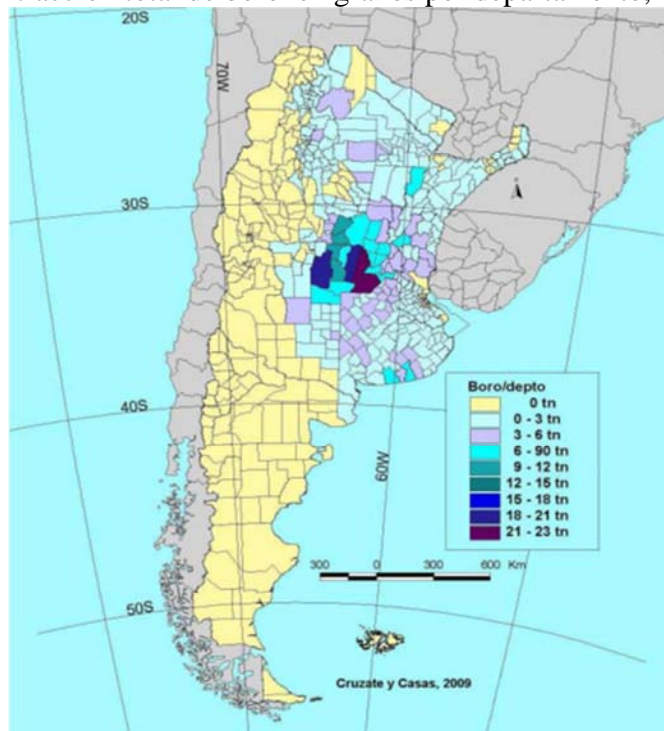 20S
70W
30S
40S
W09
50S
Boro/depto
0 tn
0 - 3 tn
3 - 6 tn
6 - 90 tn
9 - 12 tn
12 - 15 tn
15 - 18 tn
18 - 21 tn
21 - 23 tn
300 0 300 600 Km
Cruzate y Casas, 2009